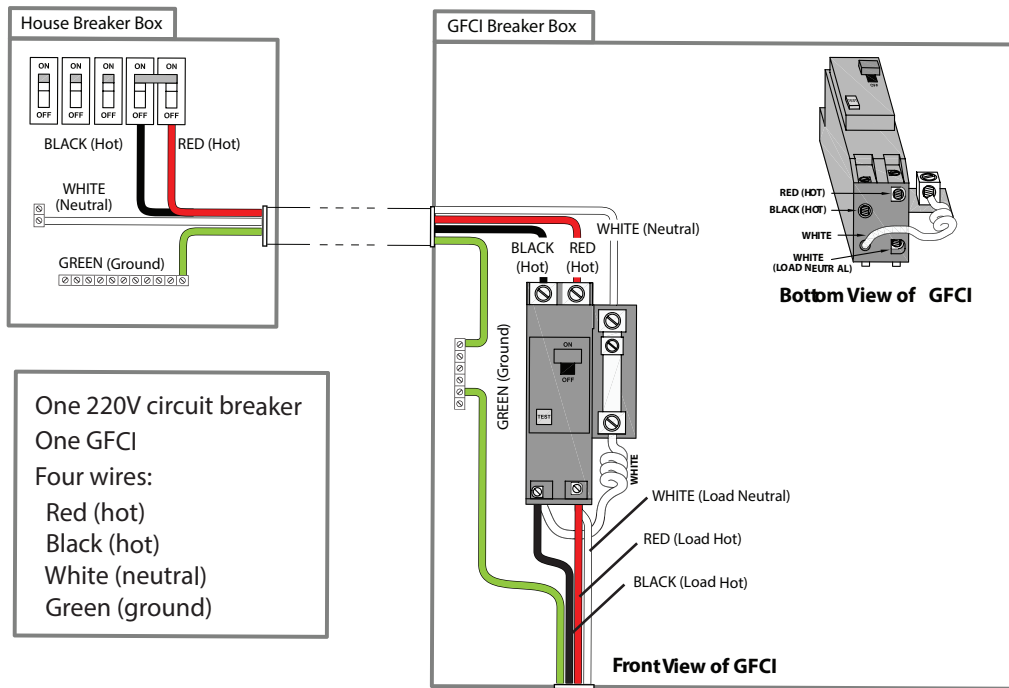 House Breaker Box
ON
ON
ON
ON
ON
OFF
OFF
OFF
OFF
OFF
BLACK (Hot)
RED (Hot)
WHITE
(Neutral)
GREEN (Ground)
One 220V circuit breaker
One GFCI
Four wires:
Red (hot)
Black (hot)
White (neutral)
Green (ground)
GFCI Breaker Box
WHITE (Neutral)
BLACK
(Hot)
RED
(Hot)
GREEN (Ground)
ON
OFF
TEST
WHITE
WHITE (Load Neutral)
RED (Load Hot)
BLACK (Load Hot)
Front View of GFCI
OFF
TEST
RED (HOT)
BLACK (HOT)
WHITE
WHITE
(LOAD NEUTRAL)
Bottom View of GFCI